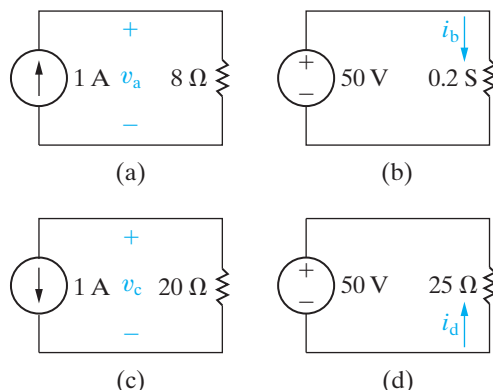 + i_b
1 A v_a 8 Ω + − 50 V 0.2 S
−
(a) (b)
+
1 A v_c 20 Ω + − 50 V 25 Ω
− i_d
(c) (d)